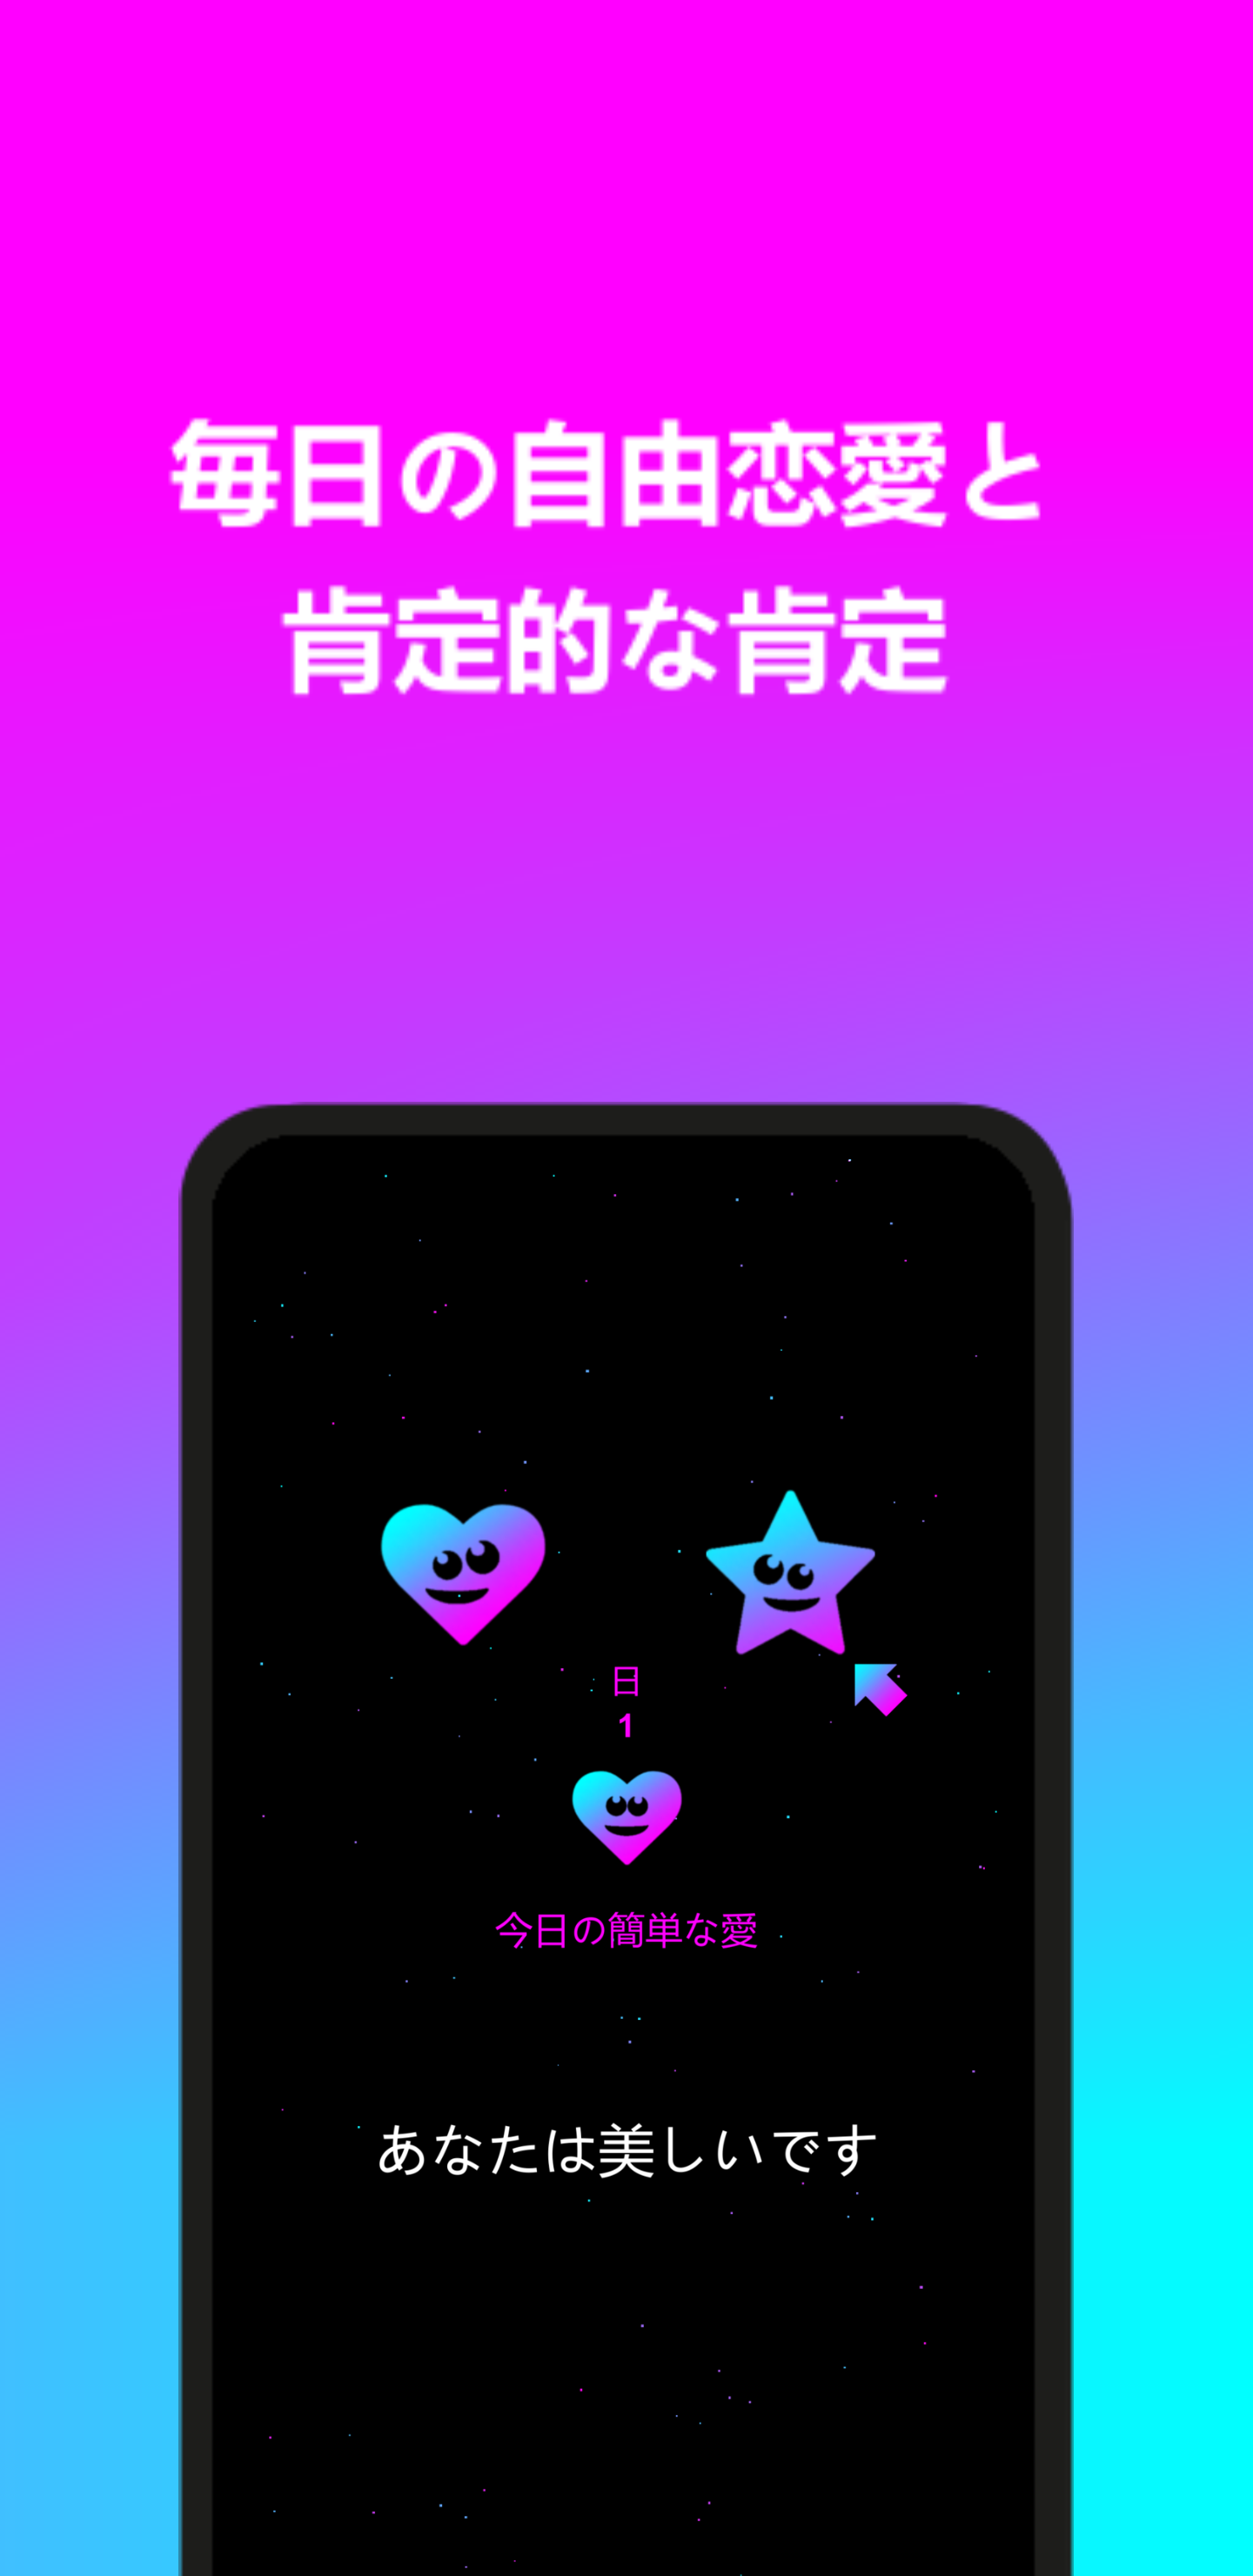 毎日の自由恋愛と
肯定的な肯定
日
1
今日の簡単な愛
あなたは美しいです